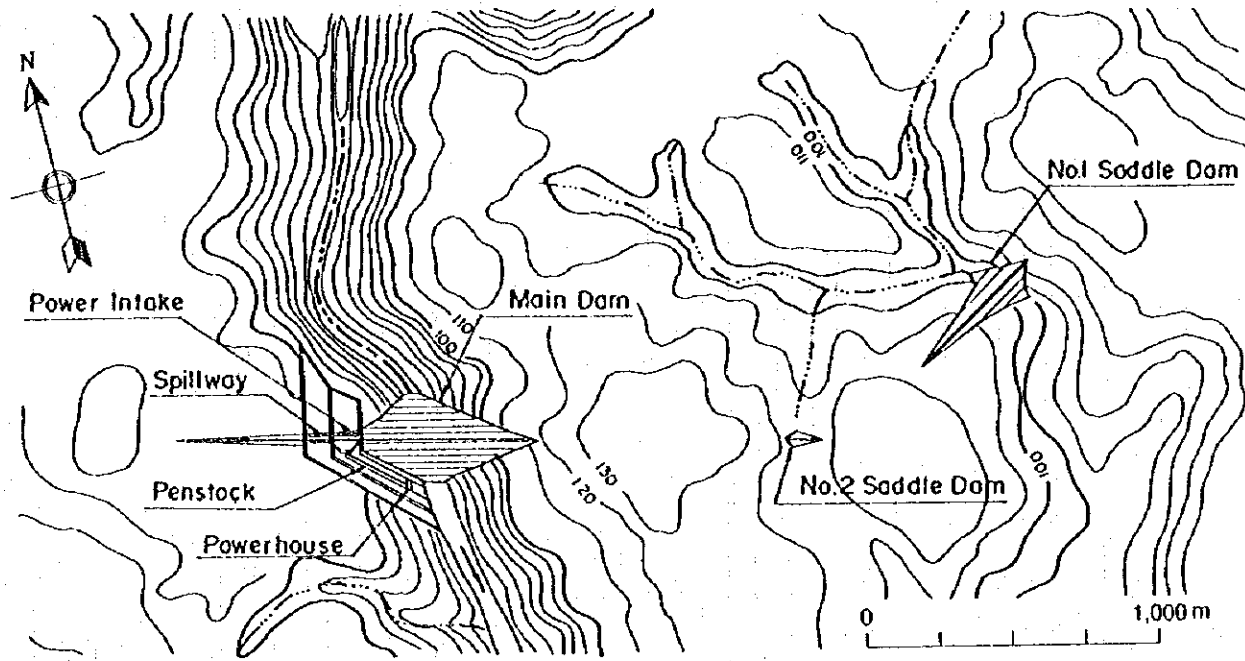 N
100
110
No.1 Saddle Dam
Power Intake
Main Dam
110
100
Spillway
Penstock
130
120
No.2 Saddle Dam
100
Powerhouse
0
1,000 m